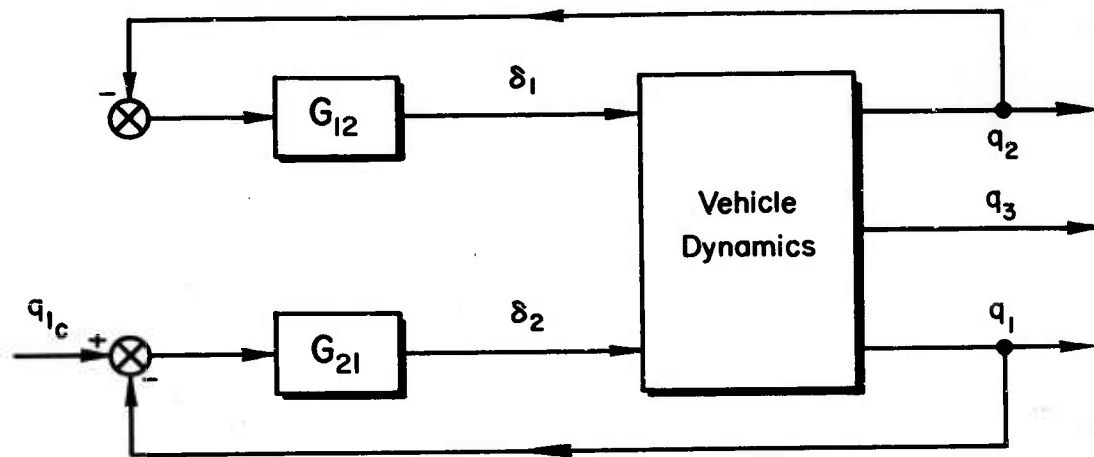 -
δ₁
G₁₂
q₂
Vehicle
Dynamics
q₃
q₁c
+
-
G₂₁
δ₂
q₁